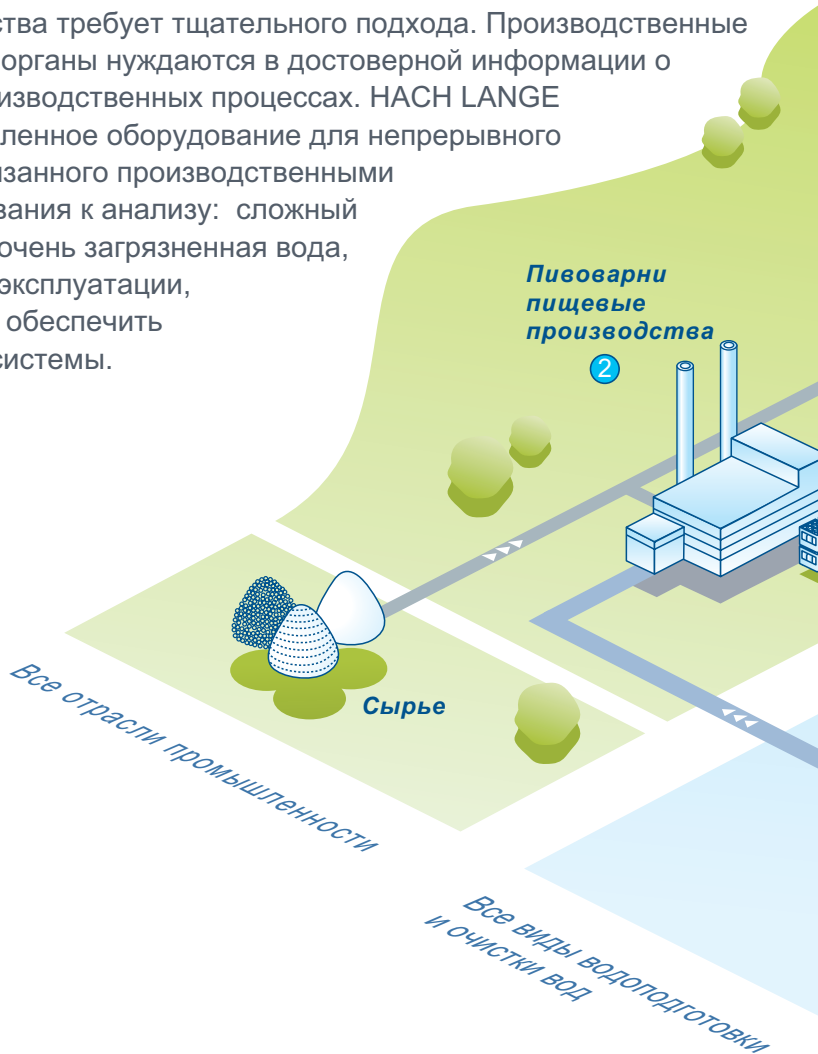 ства требует тщательного подхода. Производственные
органы нуждаются в достоверной информации о
изводственных процессах. HACH LANGE
ленное оборудование для непрерывного
занного производственными
вания к анализу: сложный
очень загрязненная вода,
эксплуатации,
обеспечить
системы.
Пивоварни
пищевые
производства
2
Сырье
Все отрасли промышленности
Все виды водоподготовки
и очистки вод